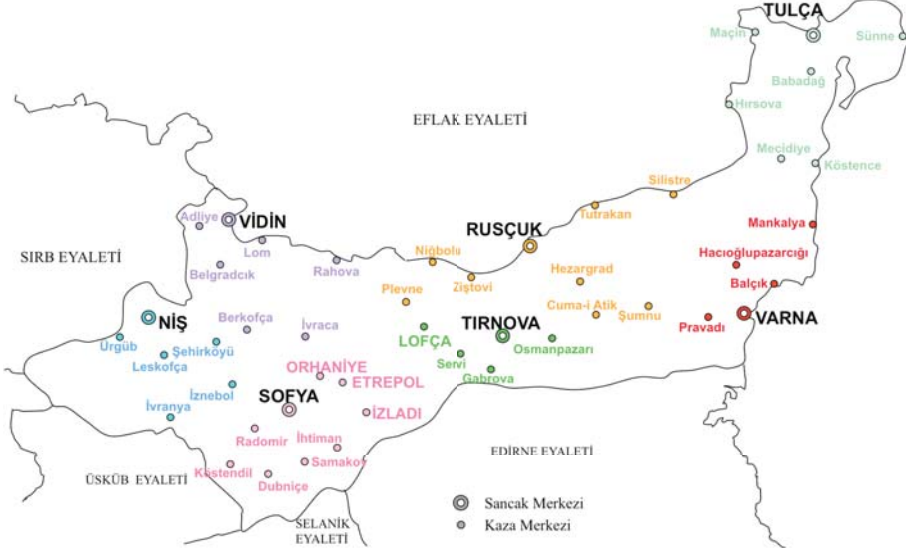 TULÇA
Maçin
Sünne
Babadağ
Hırsova
EFLAK EYALETİ
Mecidiye
Köstence
Silistre
Tutrakan
Adliye
VİDİN
Mankalya
RUSÇUK
Lom
SIRB EYALETİ
Niğbolu
Hacıoğlupazarcığı
Belgradcık
Rahova
Ziştovi
Hezargrad
Balçık
Plevne
Cuma-i Atik
Şumnu
NİŞ
Berkofça
Pravadı
VARNA
İvraca
LOFÇA
TIRNOVA
Ürgüb
Şehirköyü
Osmanpazarı
Leskofça
Servi
ORHANİYE
Gabrova
ETREPOL
İznebol
SOFYA
İvranya
İZLADI
Radomir
İhtiman
EDİRNE EYALETİ
Samakov
Köstendil
ÜSKÜB EYALETİ
Dubniçe
Sancak Merkezi
SELANİK
EYALETİ
Kaza Merkezi